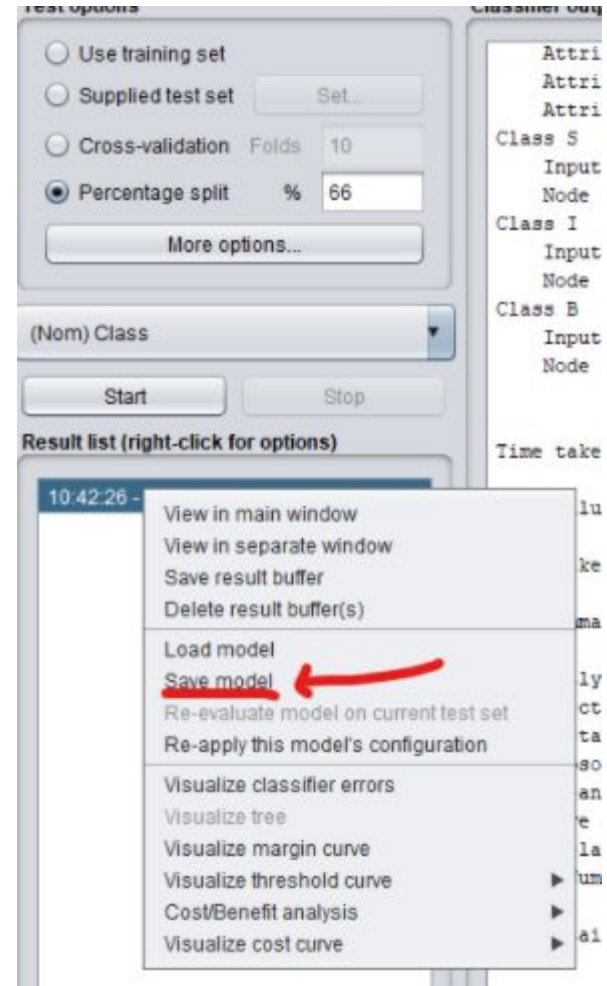 Test options
Use training set
Supplied test set Set...
Cross-validation Folds 10
Percentage split % 66
More options...
(Nom) Class
Start Stop
Result list (right-click for options)
10:42:26 -
View in main window
View in separate window
Save result buffer
Delete result buffer(s)
Load model
Save model
Re-evaluate model on current test set
Re-apply this model's configuration
Visualize classifier errors
Visualize tree
Visualize margin curve
Visualize threshold curve
Cost/Benefit analysis
Visualize cost curve
Classifier outp
Attri
Attri
Attri
Class S
Input
Node
Class I
Input
Node
Class B
Input
Node
Time take